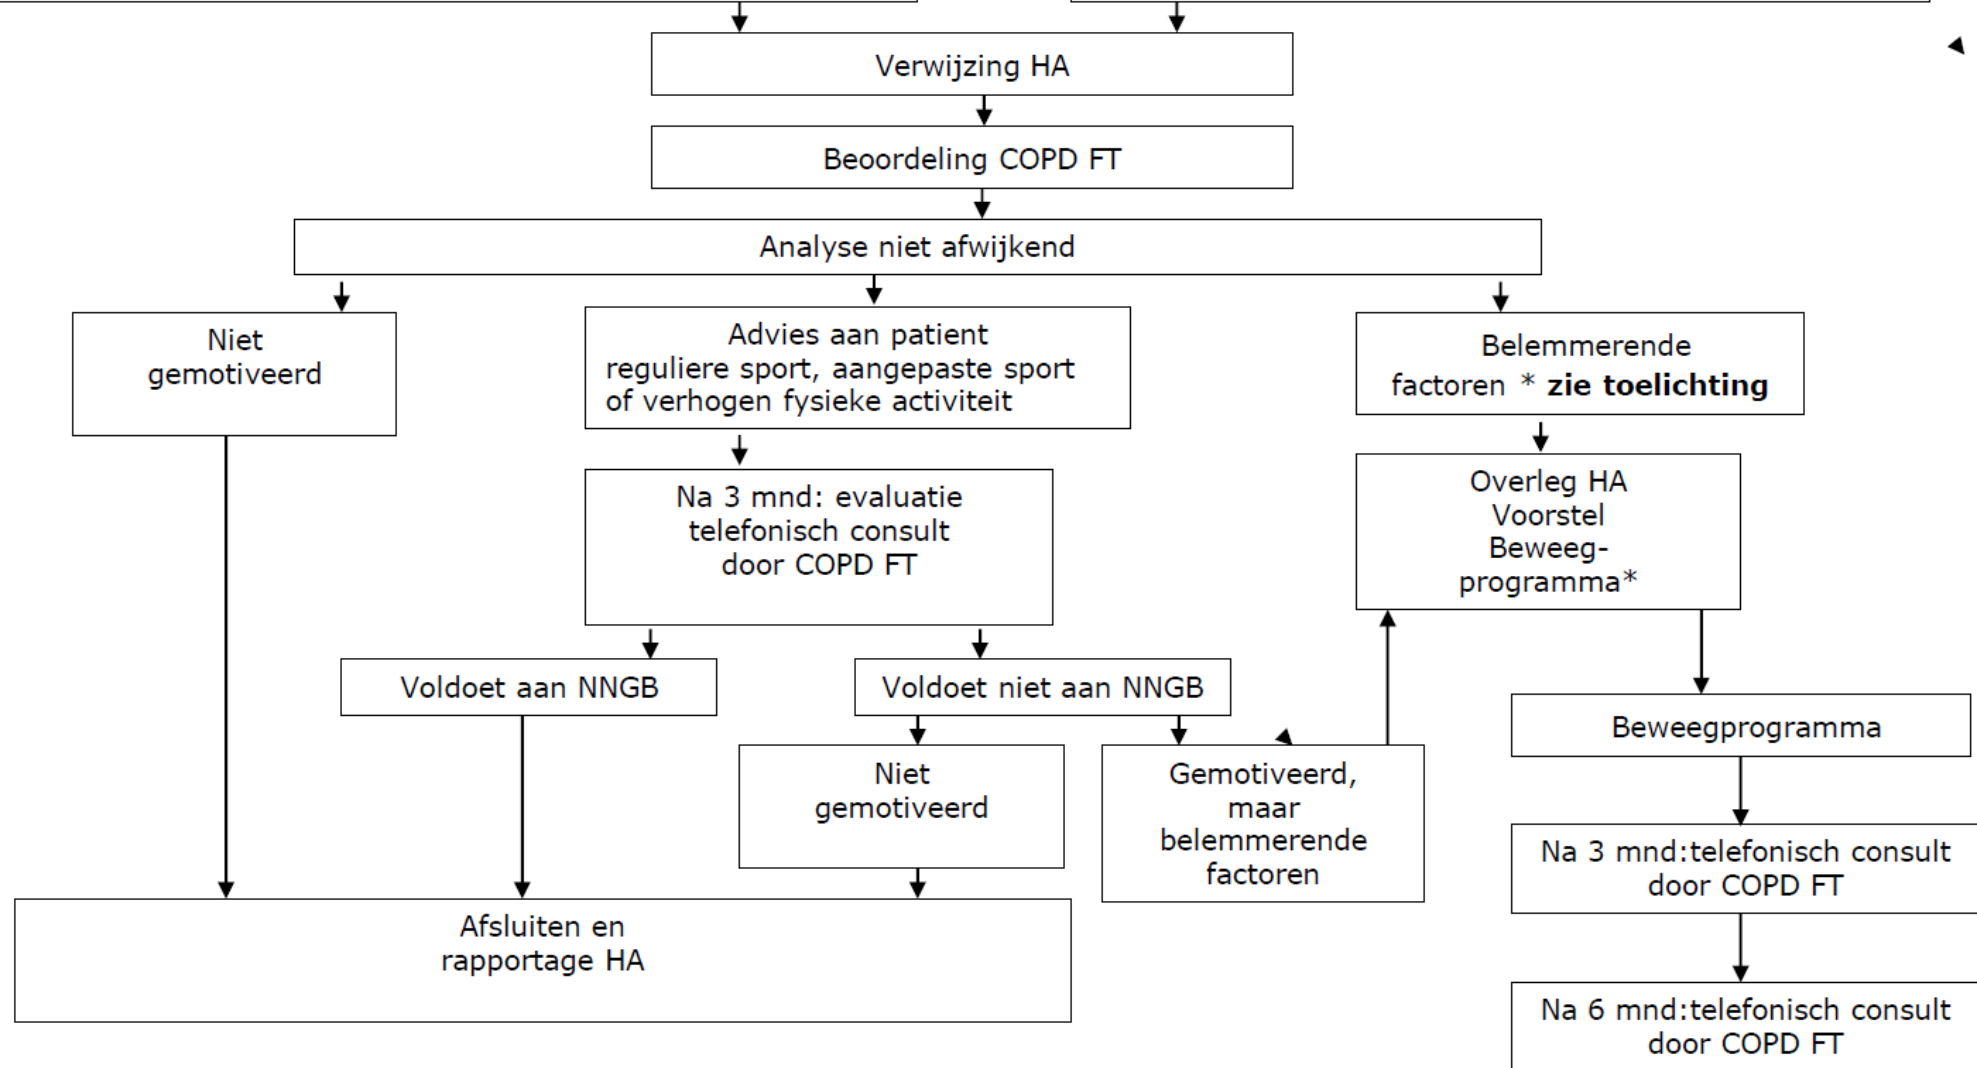 Verwijzing HA
Beoordeling COPD FT
Analyse niet afwijkend
Niet
gemotiveerd
Advies aan patient
reguliere sport, aangepaste sport
of verhogen fysieke activiteit
Belemmerende
factoren * zie toelichting
Na 3 mnd: evaluatie
telefonisch consult
door COPD FT
Overleg HA
Voorstel
Beweeg-
programma*
Voldoet aan NNGB
Voldoet niet aan NNGB
Beweegprogramma
Niet
gemotiveerd
Gemotiveerd,
maar
belemmerende
factoren
Na 3 mnd:telefonisch consult
door COPD FT
Afsluiten en
rapportage HA
Na 6 mnd:telefonisch consult
door COPD FT